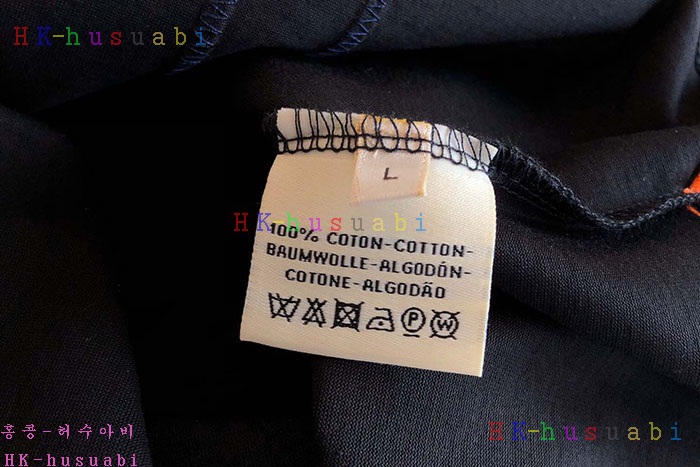 HK-husuabi
L
HK-husuabi
100% COTON-COTTON-
BAUMWOLLE-ALGODÓN-
COTONE-ALGODÃO
P W
홍콩-허수아비
HK-husuabi
HK-husuabi